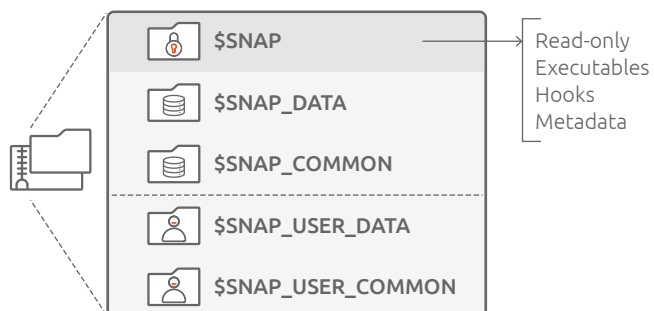 $SNAP
Read-only
Executables
Hooks
Metadata
$SNAP_DATA
$SNAP_COMMON
$SNAP_USER_DATA
$SNAP_USER_COMMON